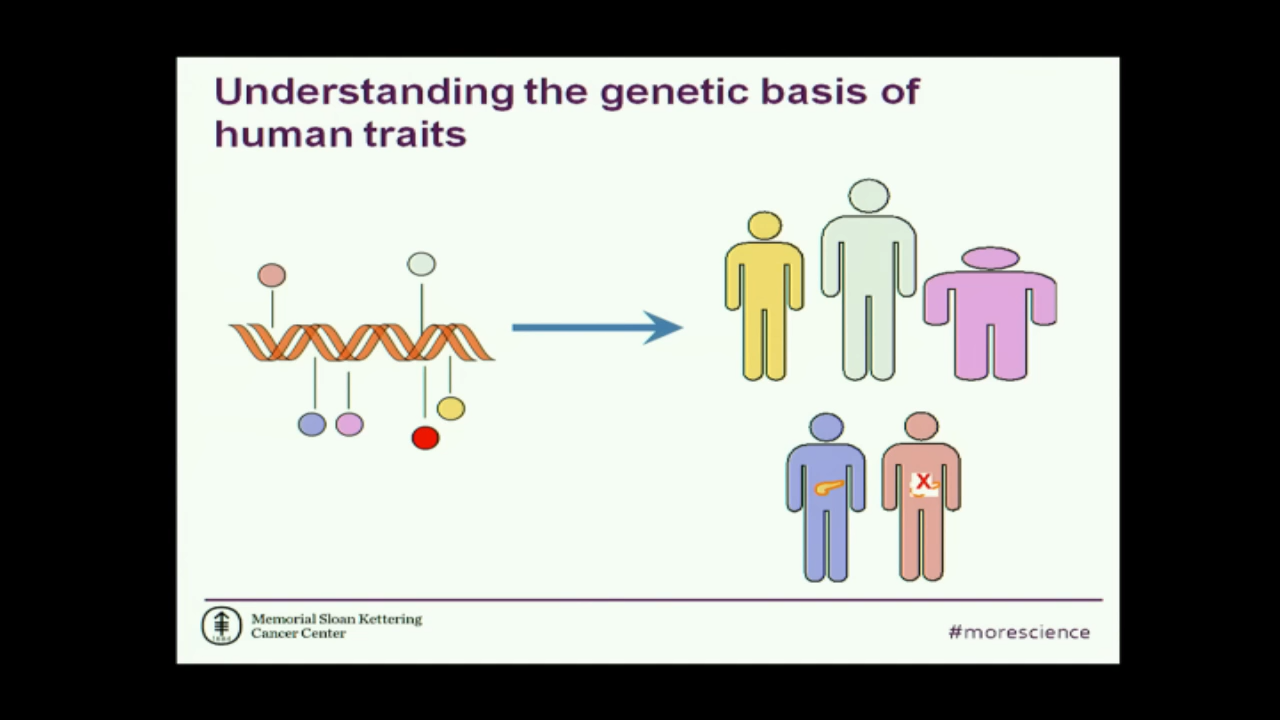 Understanding the genetic basis of
human traits
X
Memorial Sloan Kettering
Cancer Center
#morescience